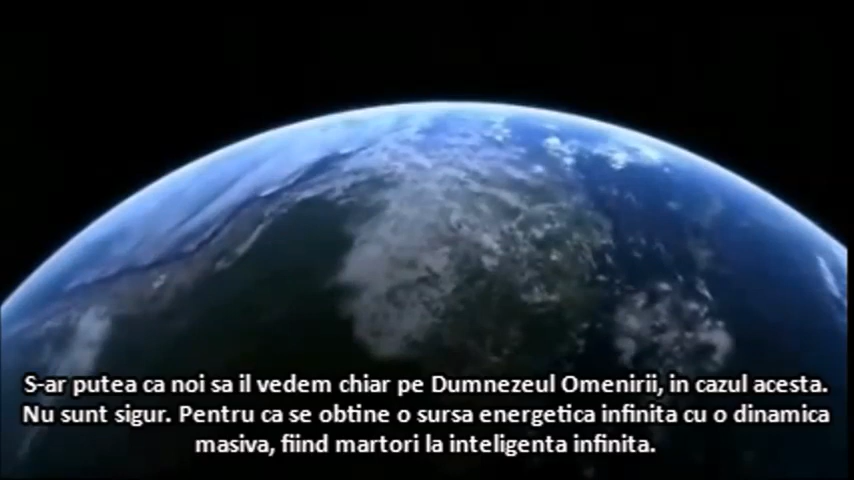 S-ar putea ca noi sa il vedem chiar pe Dumnezeul Omenirii, in cazul acesta.
Nu sunt sigur. Pentru ca se obtine o sursa energetica infinita cu o dinamica
masiva, fiind martori la inteligenta infinita.